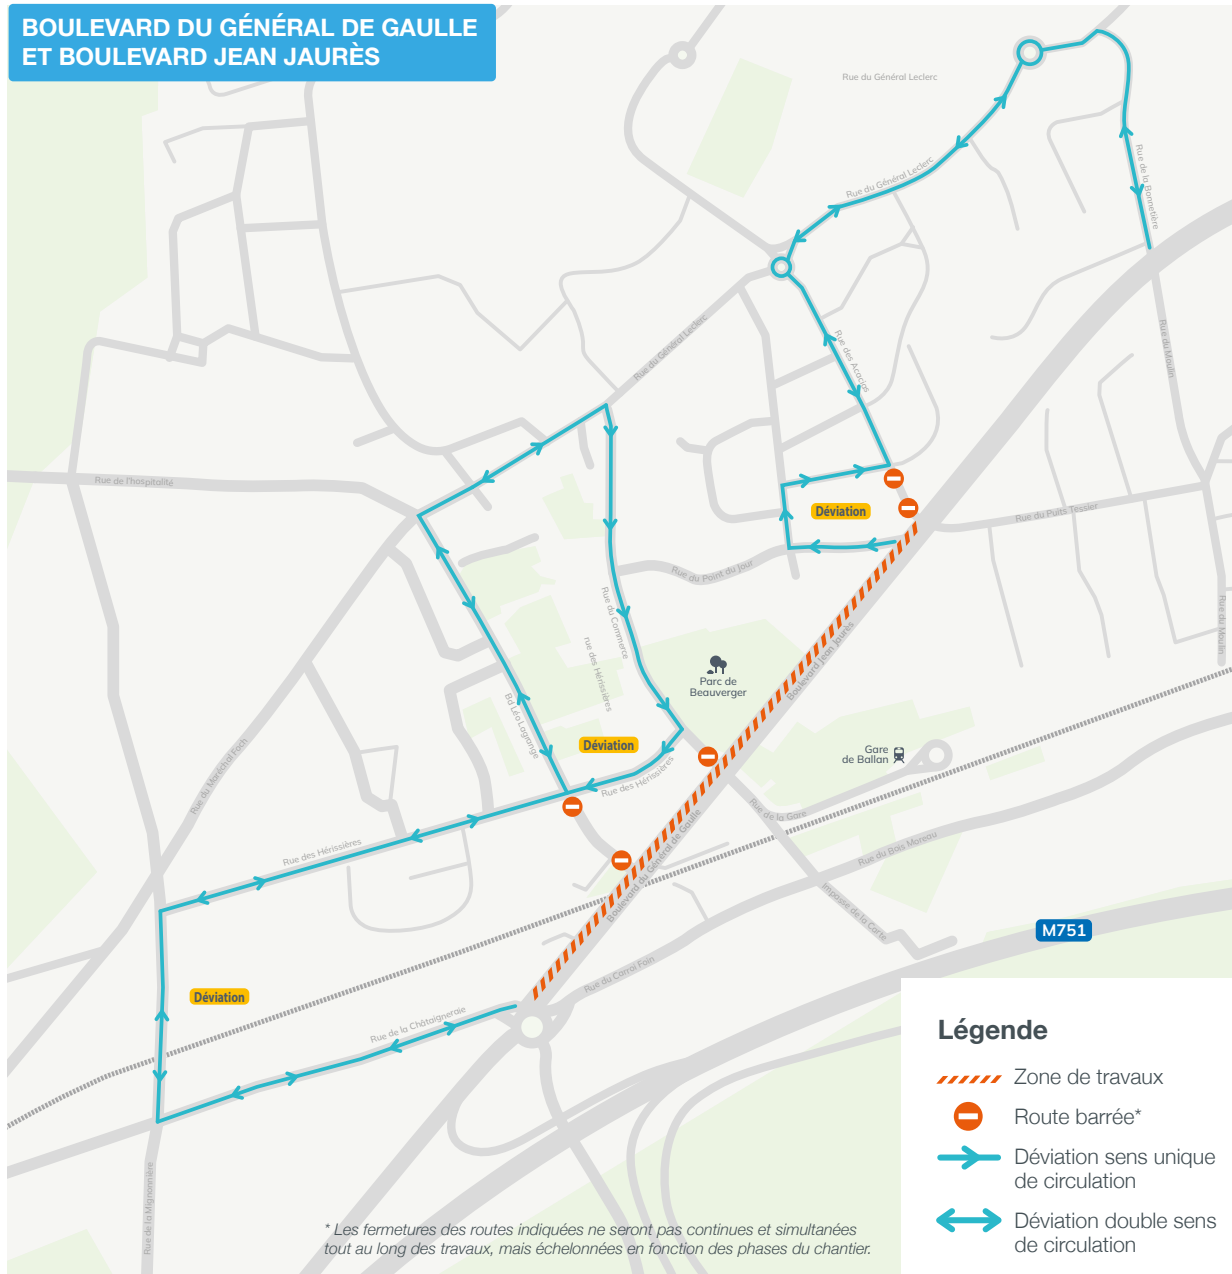 BOULEVARD DU GÉNÉRAL DE GAULLE
ET BOULEVARD JEAN JAURÈS
Rue du Général Leclerc
Rue du Général Leclerc
Rue de la Bonnetière
Rue du Général Leclerc
Rue des Acacias
Rue du Moulin
Rue de l'hospitalité
Déviation
Rue du Puits Tessier
Rue du Point du Jour
Rue du Commerce
rue des Hérissières
Rue du Moulin
Boulevard Jean Jaurès
Parc de
Beauverger
Bd Léo Lagrange
Déviation
Gare
de Ballan
Rue du Maréchal Foch
Rue des Hérissières
Rue de la Gare
Rue des Hérissières
Boulevard du Général de Gaulle
Rue du Bois Moreau
Impasse de la Carte
M751
Rue du Carroi Foin
Déviation
Rue de la Châtaigneraie
Rue de la Mignonnière
Légende
Zone de travaux
Route barrée*
Déviation sens unique
de circulation
Déviation double sens
de circulation
* Les fermetures des routes indiquées ne seront pas continues et simultanées
tout au long des travaux, mais échelonnées en fonction des phases du chantier.